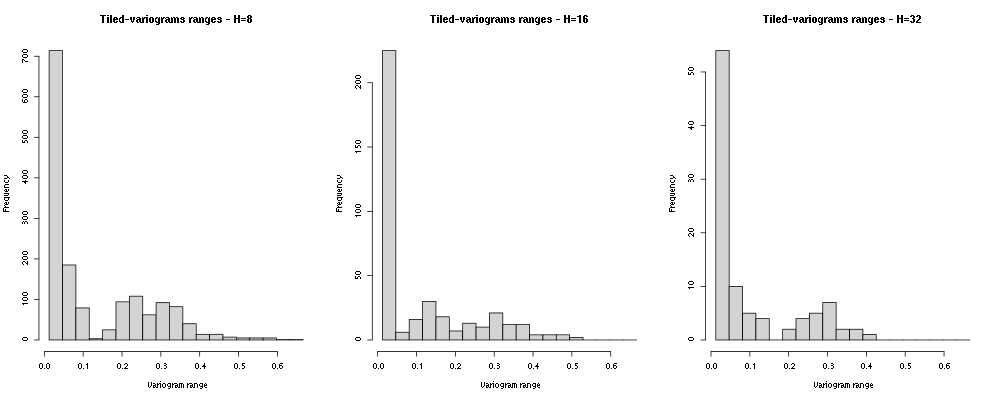 Tiled-variograms ranges - H=8
Frequency
700
600
500
400
300
200
100
0
0.0 0.1 0.2 0.3 0.4 0.5 0.6
Variogram range
Tiled-variograms ranges - H=16
Frequency
200
150
100
50
0
0.0 0.1 0.2 0.3 0.4 0.5 0.6
Variogram range
Tiled-variograms ranges - H=32
Frequency
50
40
30
20
10
0
0.0 0.1 0.2 0.3 0.4 0.5 0.6
Variogram range